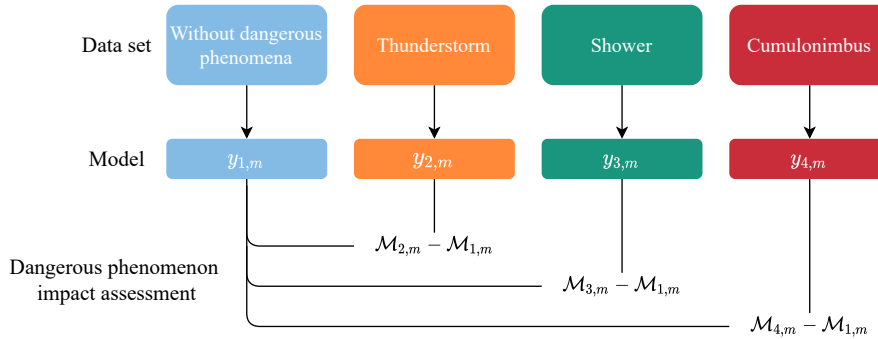 Data set
Without dangerous
phenomena
Thunderstorm
Shower
Cumulonimbus
Model
y₁,ₘ
y₂,ₘ
y₃,ₘ
y₄,ₘ
Dangerous phenomenon
impact assessment
ℳ₂,ₘ − ℳ₁,ₘ
ℳ₃,ₘ − ℳ₁,ₘ
ℳ₄,ₘ − ℳ₁,ₘ